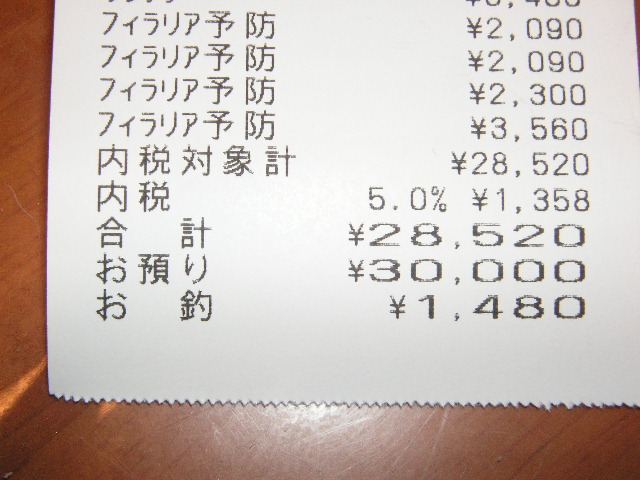 フィラリア予防 ¥2,090
フィラリア予防 ¥2,090
フィラリア予防 ¥2,300
フィラリア予防 ¥3,560
内税対象計 ¥28,520
内税 5.0% ¥1,358
合 計 ¥28,520
お預り ¥30,000
お 釣 ¥1,480